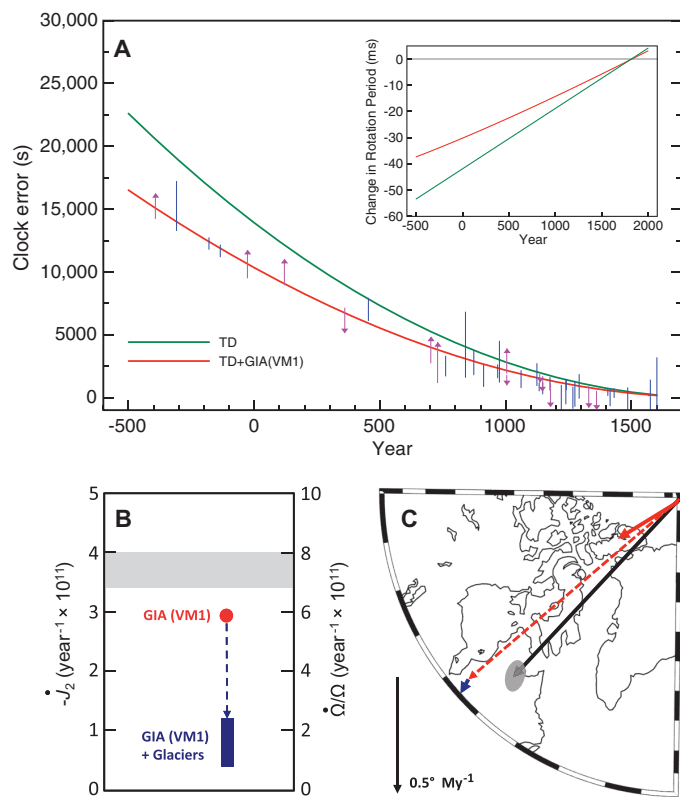 A
Clock error (s)
30,000
25,000
20,000
15,000
10,000
5000
0
-500
0
500
1000
1500
Year
TD
TD+GIA(VM1)
Change in Rotation Period (ms)
0
-10
-20
-30
-40
-50
-60
-500
0
500
1000
1500
2000
Year
B
-J̇₂ (year⁻¹ × 10¹¹)
5
4
3
2
1
0
GIA (VM1)
GIA (VM1)
+ Glaciers
10
8
6
4
2
0
Ω̇/Ω (year⁻¹ × 10¹¹)
C
0.5° My⁻¹